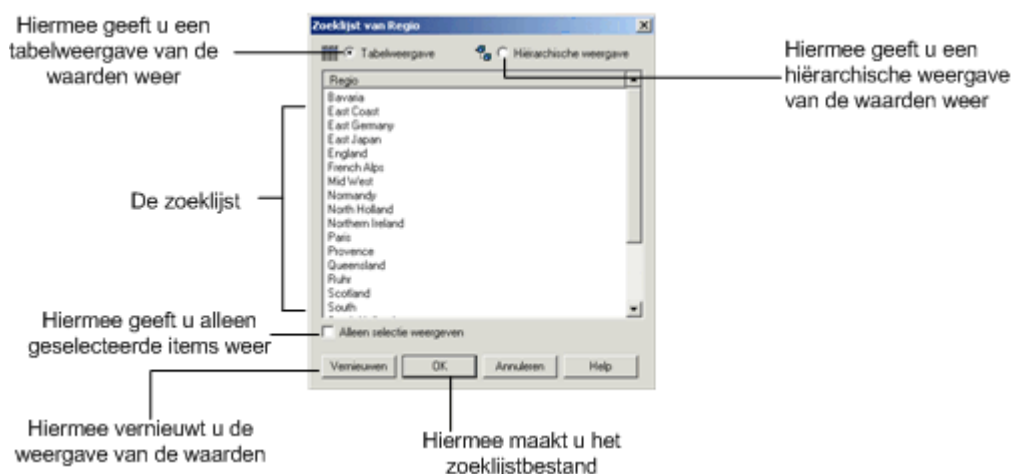 Hiermee geeft u een
tabelweergave van de
waarden weer
Zoeklijst van Regio
Tabelweergave
Hiërarchische weergave
Hiermee geeft u een
hiërarchische weergave
van de waarden weer
Regio
Bavaria
East Coast
East Germany
East Japan
England
French Alps
Mid West
Normandy
North Holland
Northern Ireland
Paris
Provence
Queensland
Ruhr
Scotland
South
De zoeklijst
Hiermee geeft u alleen
geselecteerde items weer
Alleen selectie weergeven
Vernieuwen
OK
Annuleren
Help
Hiermee vernieuwt u de
weergave van de waarden
Hiermee maakt u het
zoeklijstbestand